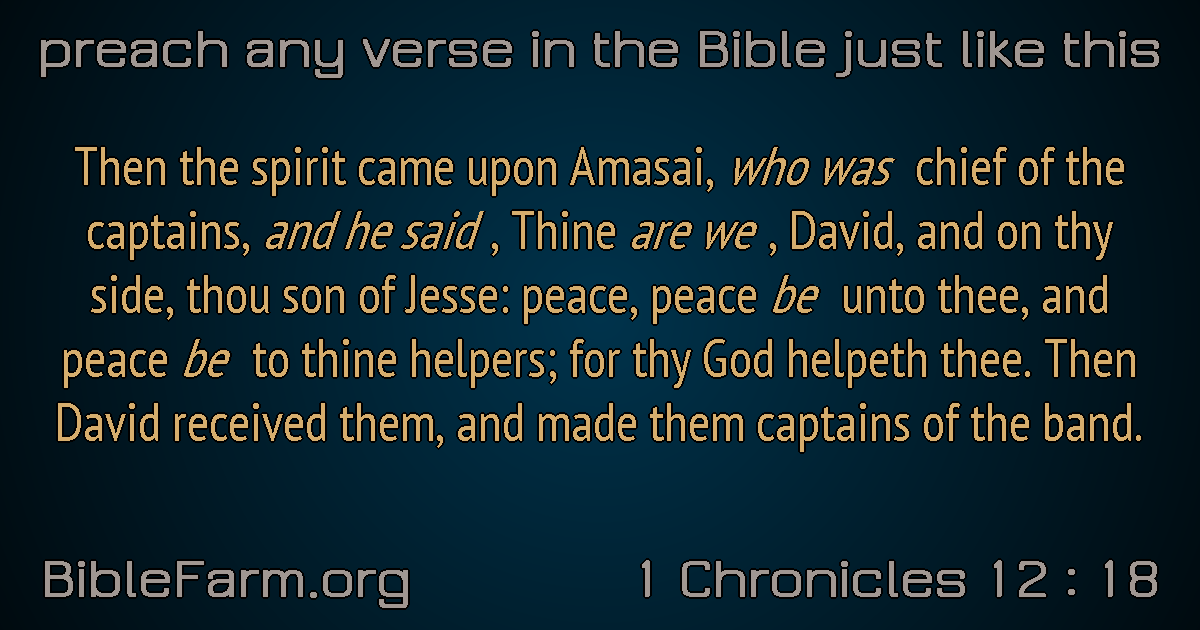 preach any verse in the Bible just like this
Then the spirit came upon Amasai, who was chief of the
captains, and he said , Thine are we , David, and on thy
side, thou son of Jesse: peace, peace be unto thee, and
peace be to thine helpers; for thy God helpeth thee. Then
David received them, and made them captains of the band.
BibleFarm.org 1 Chronicles 12 : 18